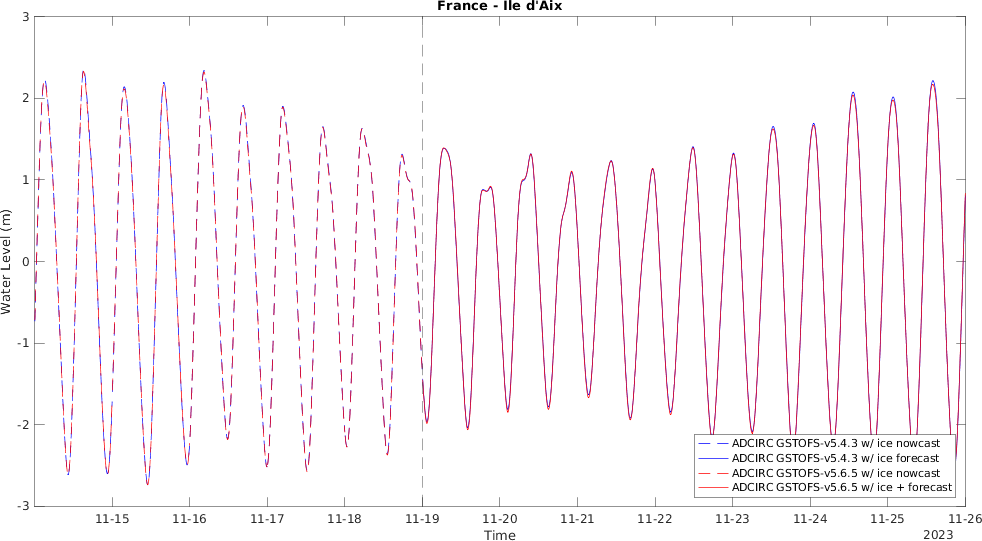 France - Ile d'Aix
3
2
1
0
-1
-2
-3
Water Level (m)
ADCIRC GSTOFS-v5.4.3 w/ ice nowcast
ADCIRC GSTOFS-v5.4.3 w/ ice forecast
ADCIRC GSTOFS-v5.6.5 w/ ice nowcast
ADCIRC GSTOFS-v5.6.5 w/ ice + forecast
11-15 11-16 11-17 11-18 11-19 11-20 11-21 11-22 11-23 11-24 11-25 11-26
Time
2023